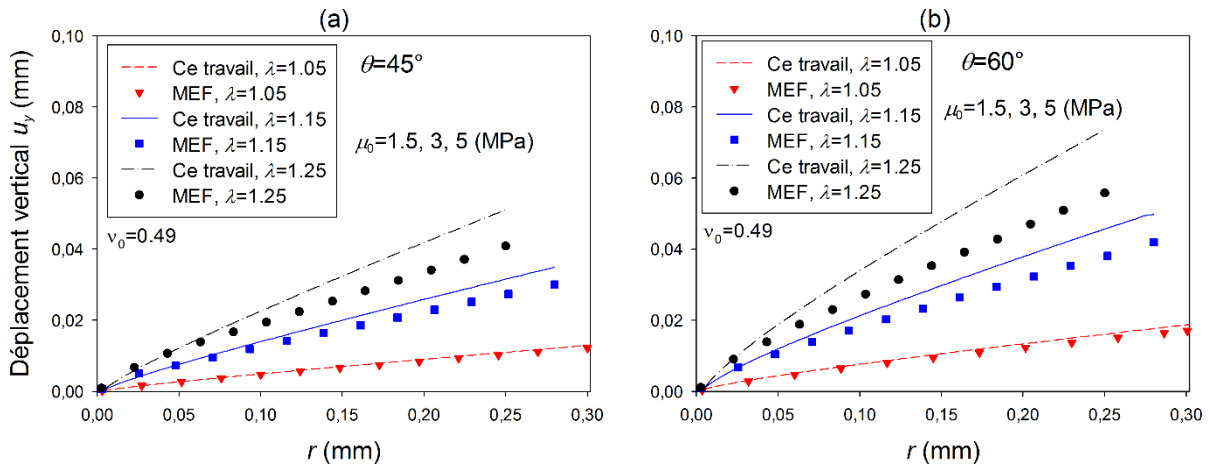 (a)
Déplacement vertical u_y (mm)
0,10
0,08
0,06
0,04
0,02
0,00
Ce travail, λ=1.05
MEF, λ=1.05
Ce travail, λ=1.15
MEF, λ=1.15
Ce travail, λ=1.25
MEF, λ=1.25
θ=45°
μ₀=1.5, 3, 5 (MPa)
ν₀=0.49
0,00 0,05 0,10 0,15 0,20 0,25 0,30
r (mm)
(b)
0,10
0,08
0,06
0,04
0,02
0,00
Ce travail, λ=1.05
MEF, λ=1.05
Ce travail, λ=1.15
MEF, λ=1.15
Ce travail, λ=1.25
MEF, λ=1.25
θ=60°
μ₀=1.5, 3, 5 (MPa)
ν₀=0.49
0,00 0,05 0,10 0,15 0,20 0,25 0,30
r (mm)